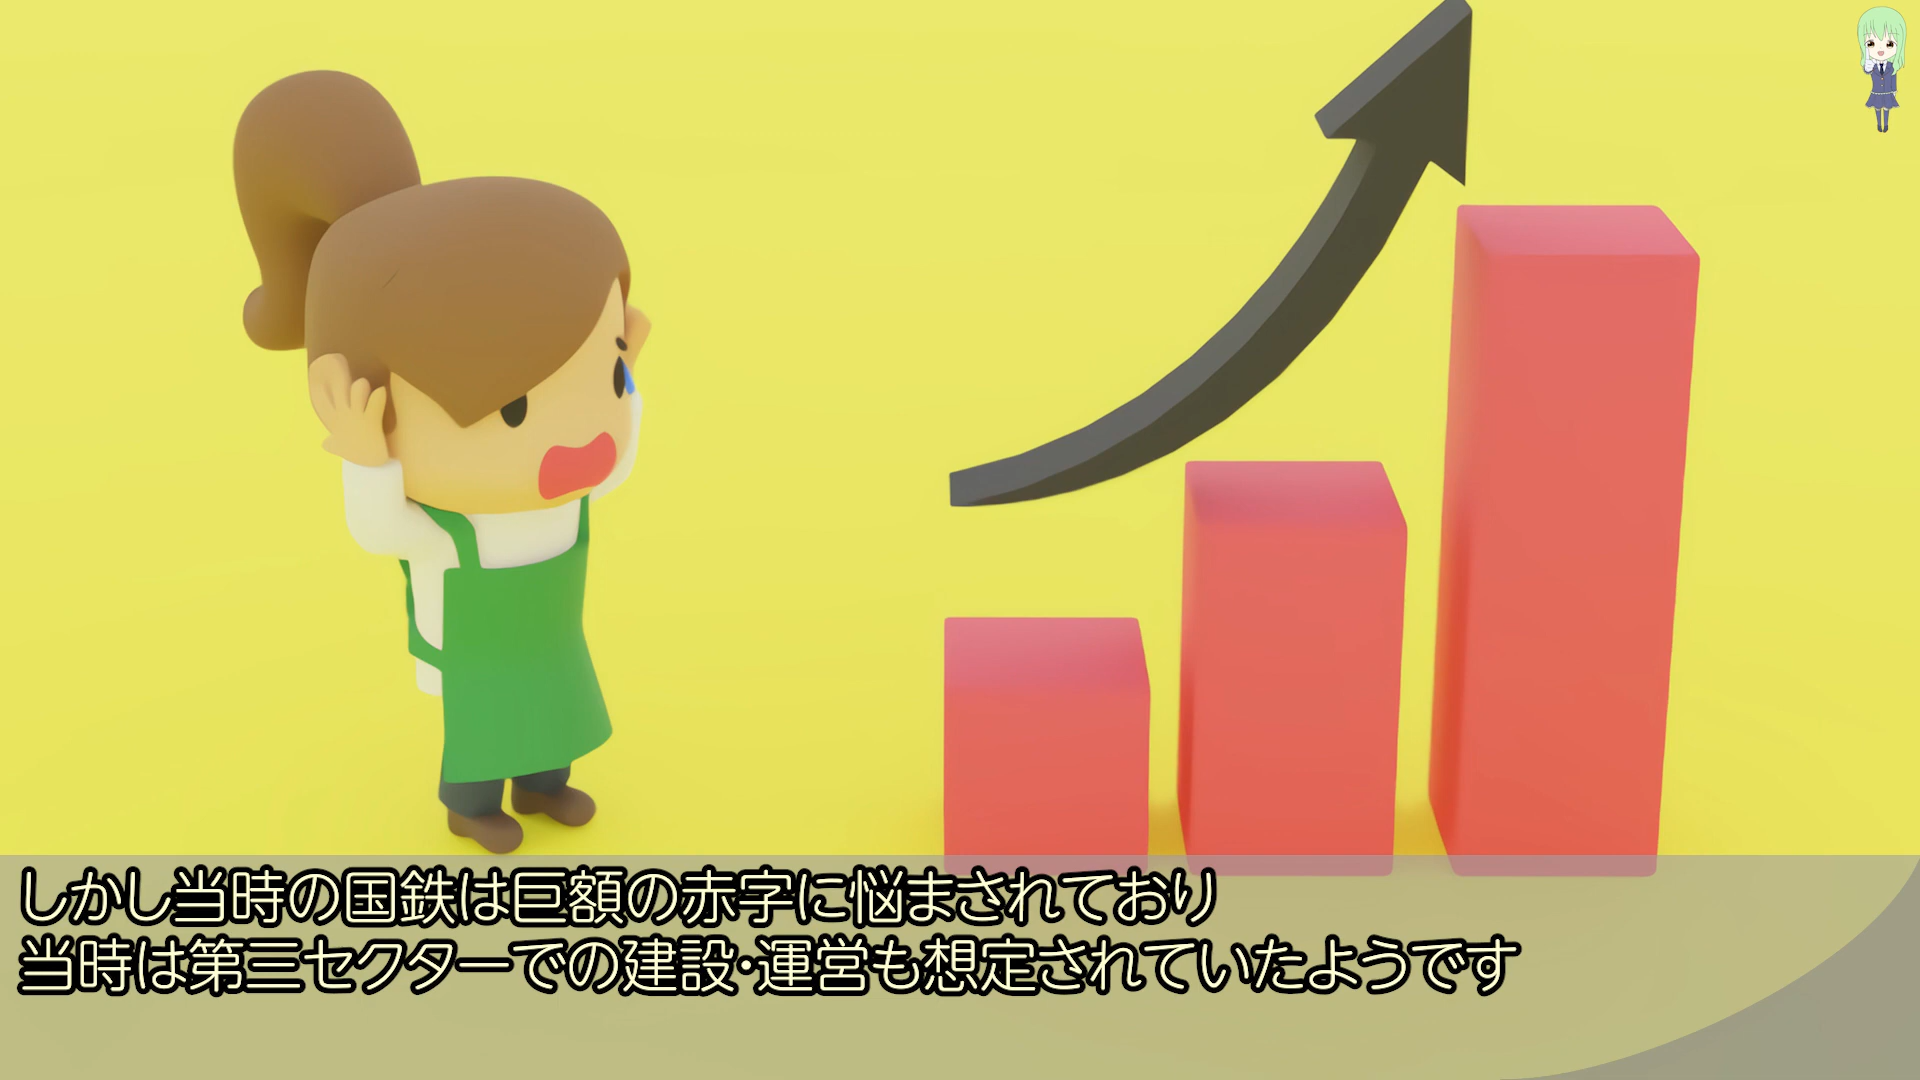 しかし当時の国鉄は巨額の赤字に悩まされており
当時は第三セクターでの建設・運営も想定されていたようです